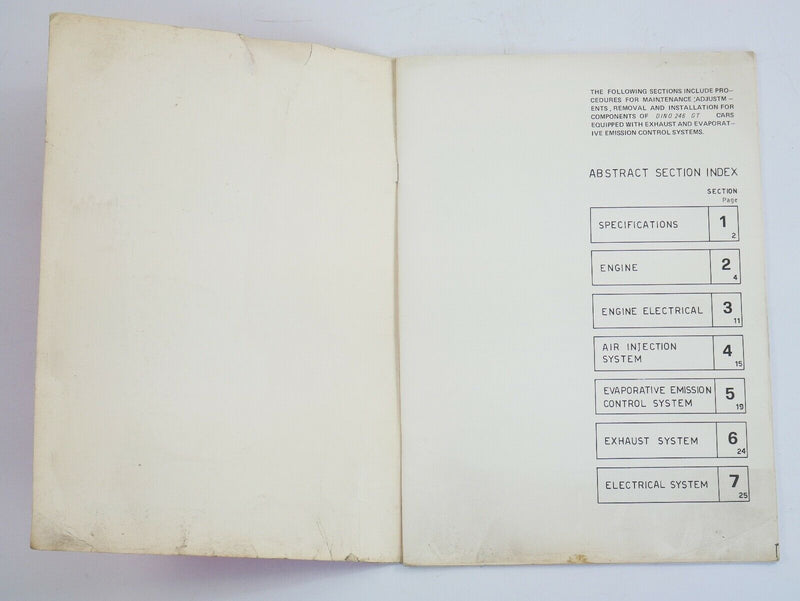 THE FOLLOWING SECTIONS INCLUDE PRO-
CEDURES FOR MAINTENANCE, ADJUSTM-
ENTS, REMOVAL AND INSTALLATION FOR
COMPONENTS OF DINO 246 GT CARS
EQUIPPED WITH EXHAUST AND EVAPORAT-
IVE EMISSION CONTROL SYSTEMS.
ABSTRACT SECTION INDEX
SECTION
Page
SPECIFICATIONS 1
2
ENGINE 2
4
ENGINE ELECTRICAL 3
11
AIR INJECTION
SYSTEM 4
15
EVAPORATIVE EMISSION
CONTROL SYSTEM 5
19
EXHAUST SYSTEM 6
24
ELECTRICAL SYSTEM 7
25